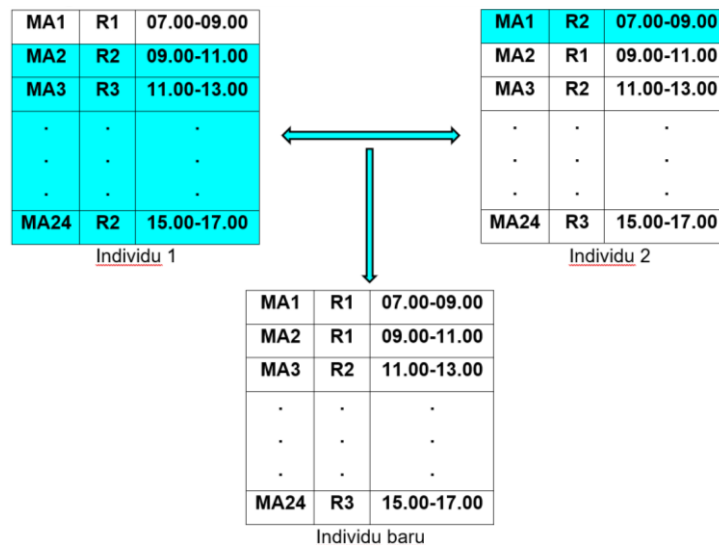 MA1 R1 07.00-09.00
MA2 R2 09.00-11.00
MA3 R3 11.00-13.00
. . .
. . .
. . .
MA24 R2 15.00-17.00
Individu 1
MA1 R2 07.00-09.00
MA2 R1 09.00-11.00
MA3 R2 11.00-13.00
. . .
. . .
. . .
MA24 R3 15.00-17.00
Individu 2
MA1 R1 07.00-09.00
MA2 R1 09.00-11.00
MA3 R2 11.00-13.00
. . .
. . .
. . .
MA24 R3 15.00-17.00
Individu baru